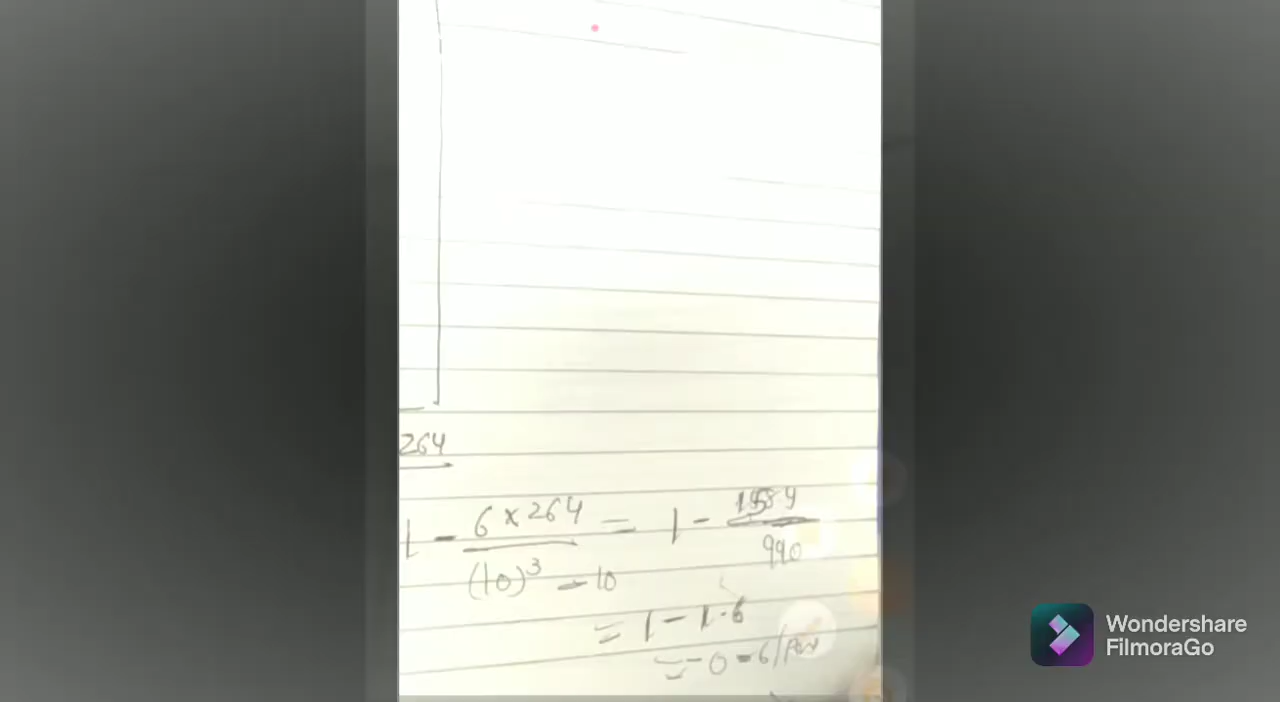 264
1 - 6 × 264 / (10)³ - 10 = 1 - 1584 / 990
= 1 - 1.6
= - 0 - 6 /
Wondershare
FilmoraGo